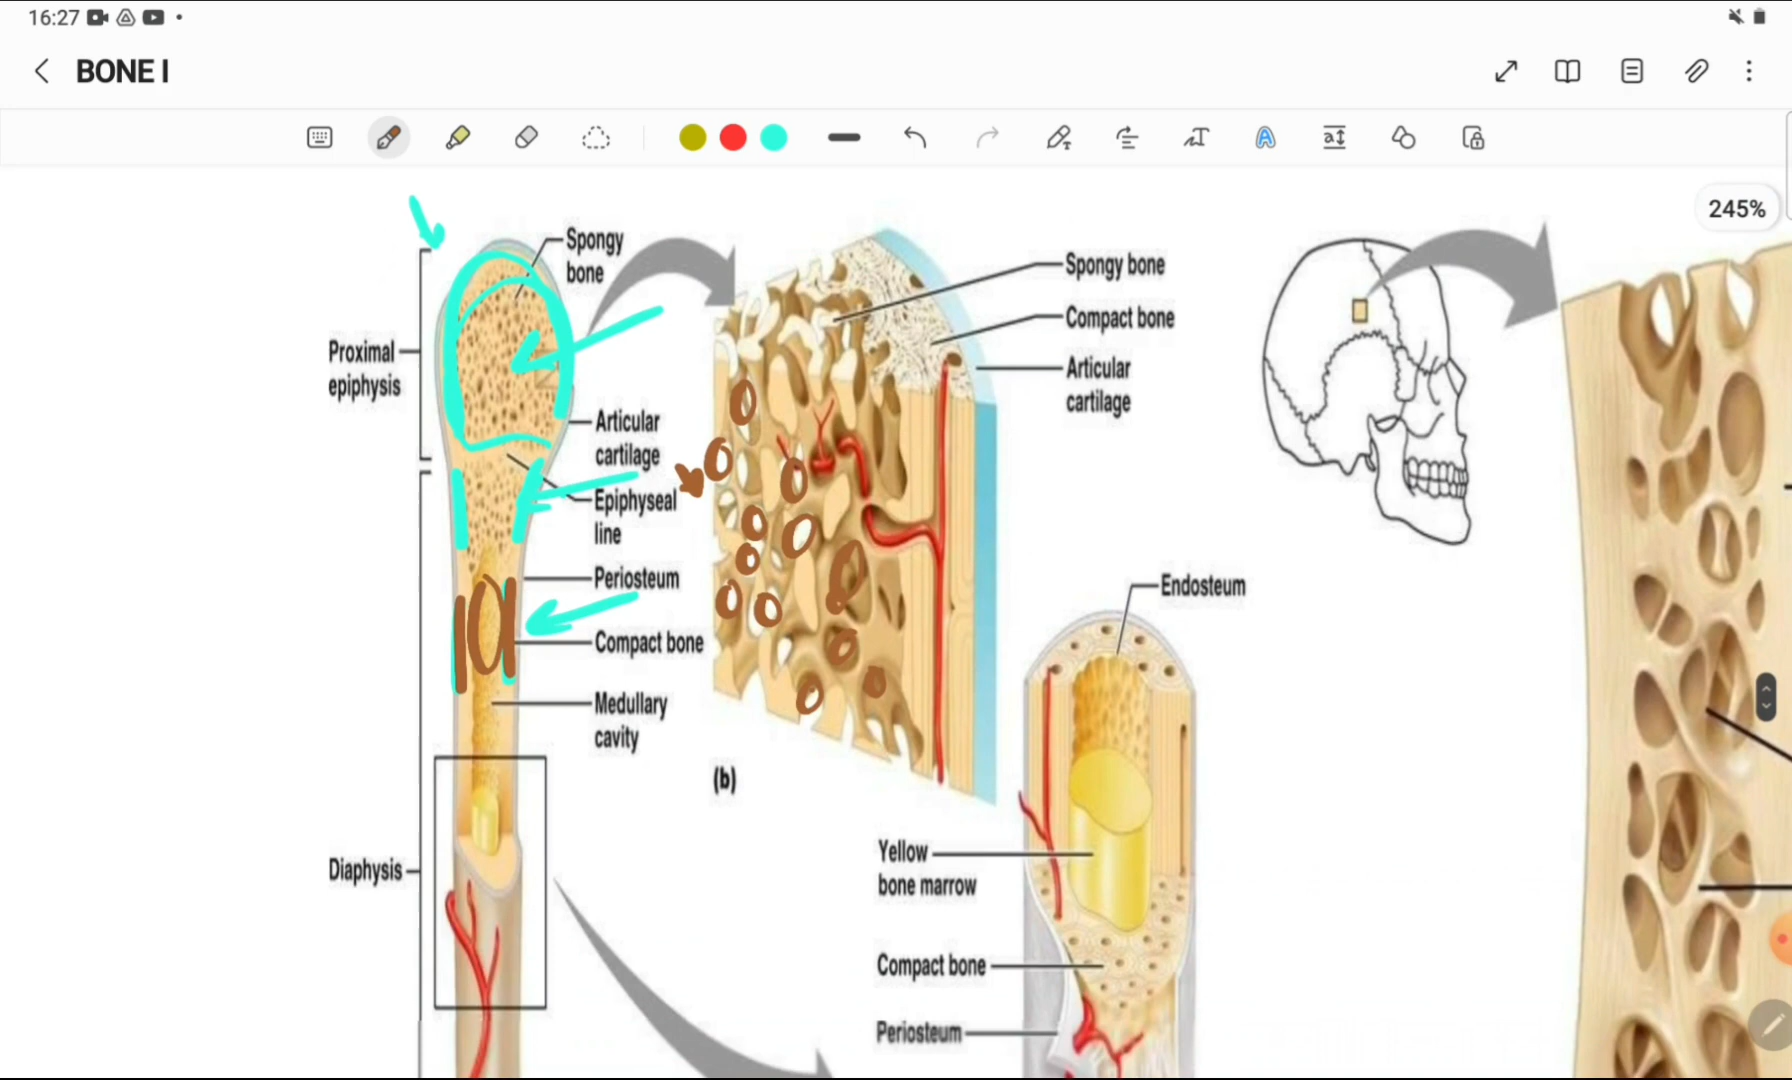 16:27
BONE I
245%
Spongy
bone
Proximal
epiphysis
Articular
cartilage
Epiphyseal
line
Periosteum
Compact bone
Medullary
cavity
Diaphysis
Spongy bone
Compact bone
Articular
cartilage
(b)
Endosteum
Yellow
bone marrow
Compact bone
Periosteum